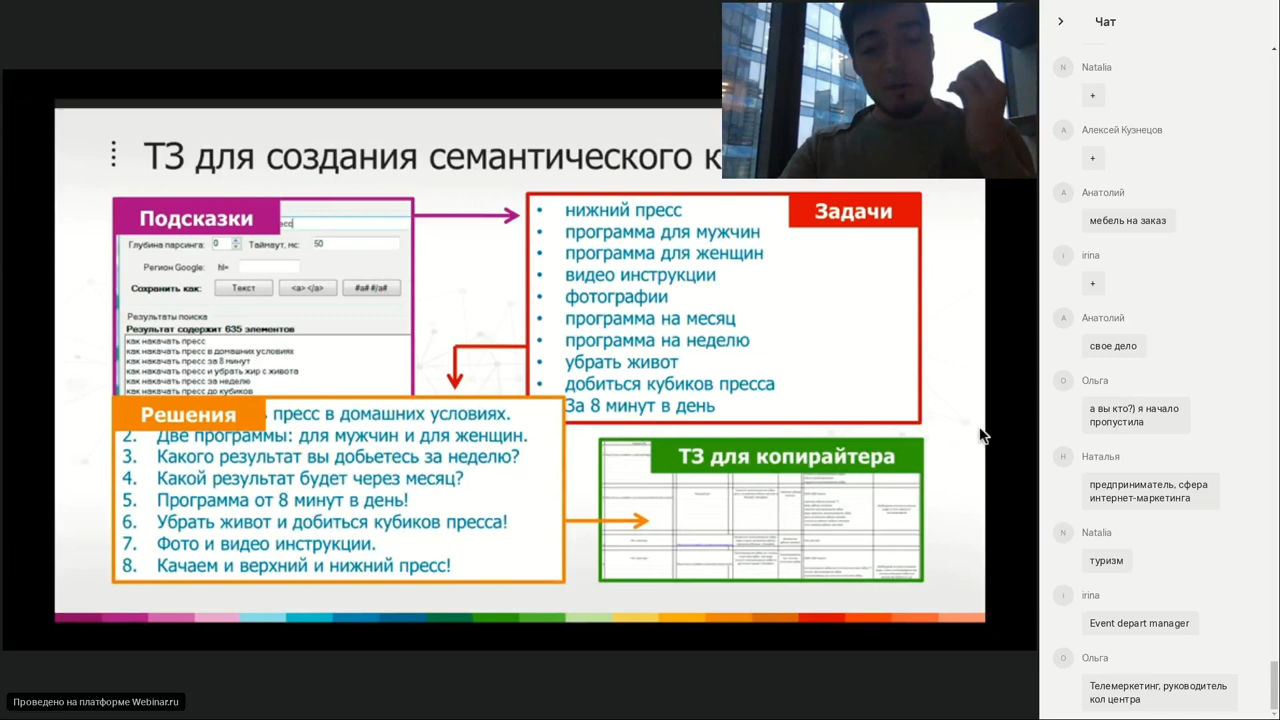 ТЗ для создания семантического к
Подсказки
Глубина парсинга: 0 Таймаут, мс: 50
Регион Google: hl=
Сохранить как: Текст <a> </a> #a# #/a#
Результаты поиска
Результат содержит 635 элементов
как накачать пресс
как накачать пресс в домашних условиях
как накачать пресс за 8 минут
как накачать пресс и убрать жир с живота
как накачать пресс за неделю
как накачать пресс до кубиков
Задачи
• нижний пресс
• программа для мужчин
• программа для женщин
• видео инструкции
• фотографии
• программа на месяц
• программа на неделю
• убрать живот
• добиться кубиков пресса
За 8 минут в день
Решения
пресс в домашних условиях.
2. Две программы: для мужчин и для женщин.
3. Какого результат вы добьетесь за неделю?
4. Какой результат будет через месяц?
5. Программа от 8 минут в день!
6. Убрать живот и добиться кубиков пресса!
7. Фото и видео инструкции.
8. Качаем и верхний и нижний пресс!
ТЗ для копирайтера
Проведено на платформе Webinar.ru
Чат
N Natalia
+
А Алексей Кузнецов
+
А Анатолий
мебель на заказ
i irina
+
А Анатолий
свое дело
О Ольга
а вы кто?) я начало
пропустила
Н Наталья
предприниматель, сфера
интернет-маркетинга
N Natalia
туризм
i irina
Event depart manager
О Ольга
Телемеркетинг, руководитель
кол центра